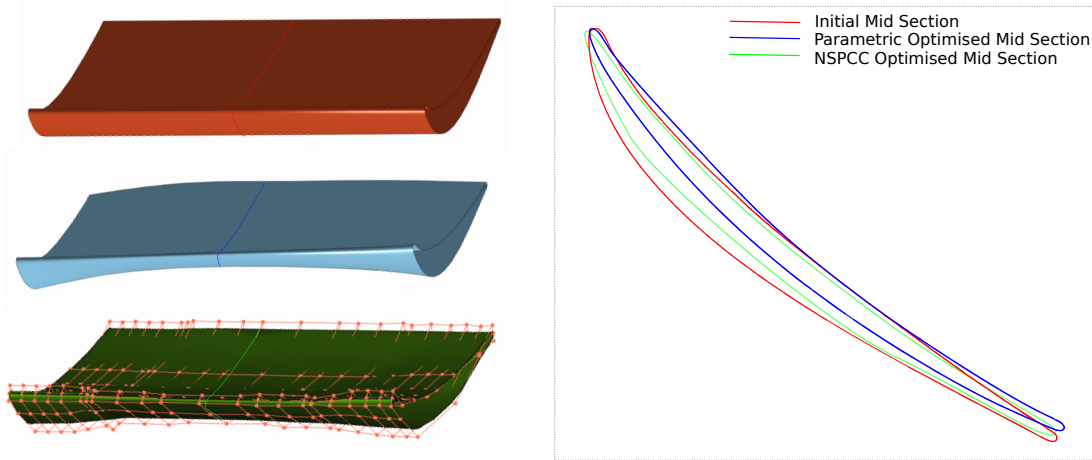 Initial Mid Section
Parametric Optimised Mid Section
NSPCC Optimised Mid Section